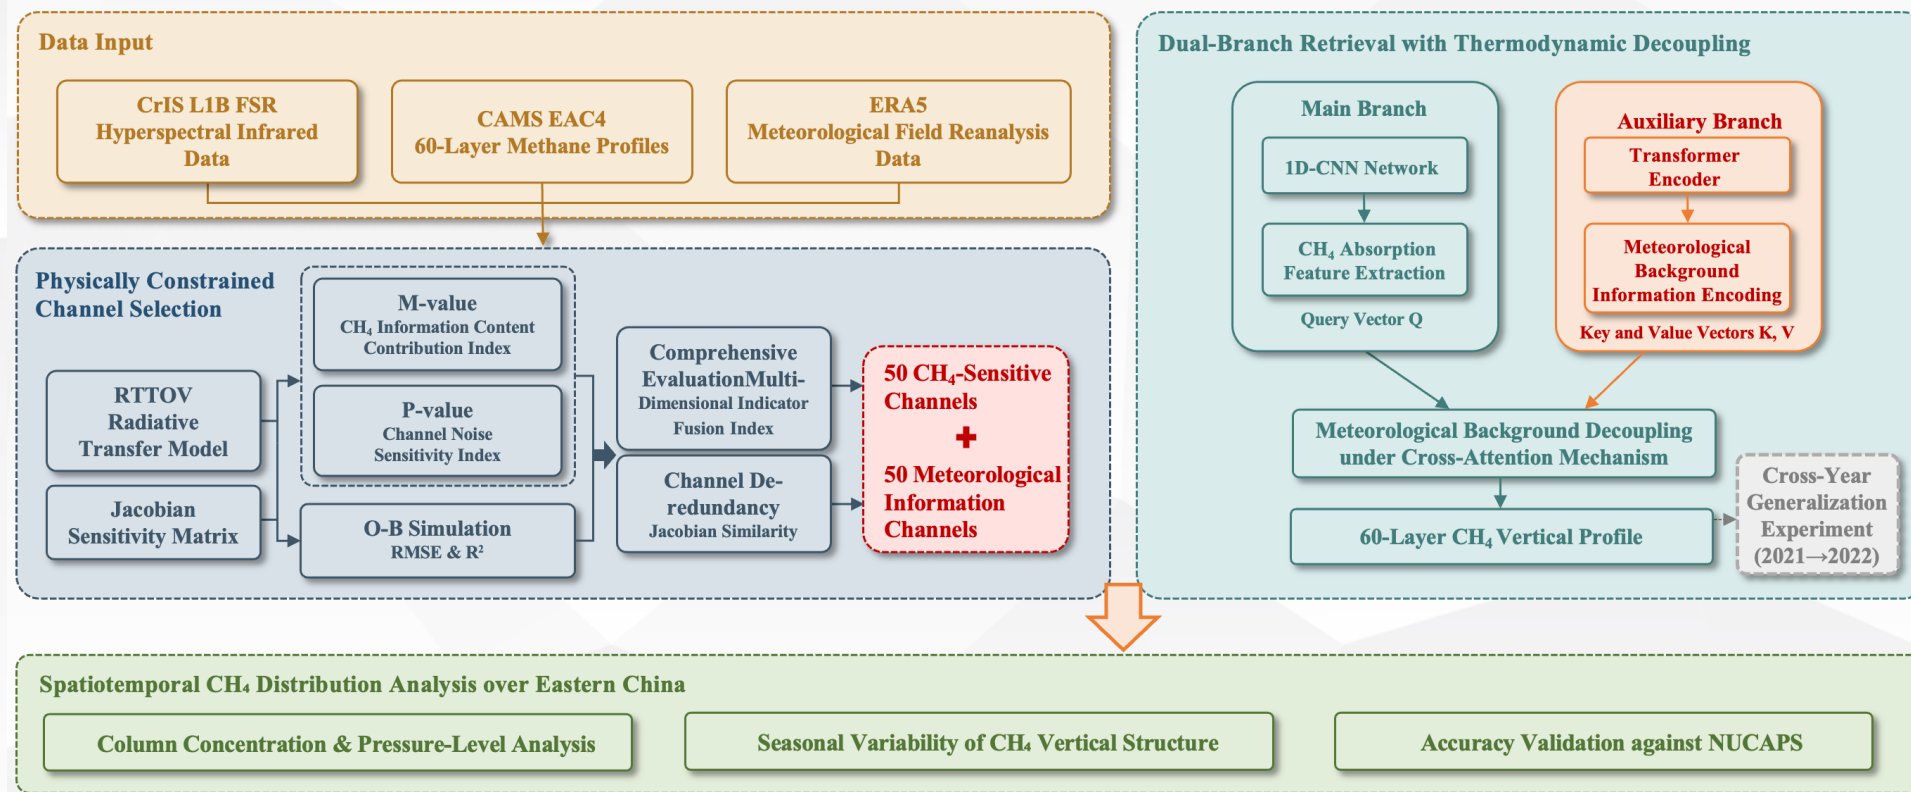 Data Input
CrIS L1B FSR
Hyperspectral Infrared
Data
CAMS EAC4
60-Layer Methane Profiles
ERA5
Meteorological Field Reanalysis
Data
Physically Constrained
Channel Selection
RTTOV
Radiative
Transfer Model
Jacobian
Sensitivity Matrix
M-value
CH₄ Information Content
Contribution Index
P-value
Channel Noise
Sensitivity Index
O-B Simulation
RMSE & R²
Comprehensive
EvaluationMulti-
Dimensional Indicator
Fusion Index
Channel De-
redundancy
Jacobian Similarity
50 CH₄-Sensitive
Channels
+
50 Meteorological
Information
Channels
Dual-Branch Retrieval with Thermodynamic Decoupling
Main Branch
1D-CNN Network
CH₄ Absorption
Feature Extraction
Query Vector Q
Auxiliary Branch
Transformer
Encoder
Meteorological
Background
Information Encoding
Key and Value Vectors K, V
Meteorological Background Decoupling
under Cross-Attention Mechanism
60-Layer CH₄ Vertical Profile
Cross-Year
Generalization
Experiment
(2021→2022)
Spatiotemporal CH₄ Distribution Analysis over Eastern China
Column Concentration & Pressure-Level Analysis
Seasonal Variability of CH₄ Vertical Structure
Accuracy Validation against NUCAPS